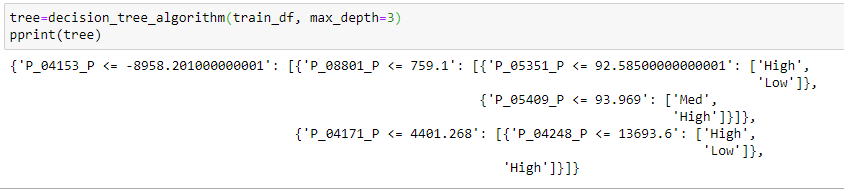 tree=decision_tree_algorithm(train_df, max_depth=3)
pprint(tree)
{'P_04153_P <= -8958.201000000001': [{'P_08801_P <= 759.1': [{'P_05351_P <= 92.58500000000001': ['High',
'Low']},
{'P_05409_P <= 93.969': ['Med',
'High']}]},
{'P_04171_P <= 4401.268': [{'P_04248_P <= 13693.6': ['High',
'Low']},
'High']}]}